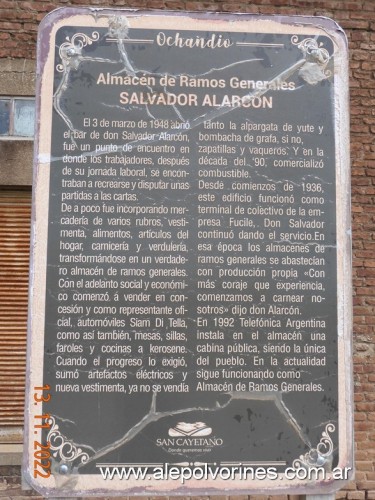 Ochandio
Almacén de Ramos Generales
SALVADOR ALARCÓN
El 3 de marzo de 1948 abrió
el bar de don Salvador Alarcón,
fue un punto de encuentro en
donde los trabajadores, después
de su jornada laboral, se encon-
traban a recrearse y disputar unas
partidas a las cartas.
De a poco fue incorporando mer-
cadería de varios rubros, vesti-
menta, alimentos, artículos del
hogar, carnicería y verdulería,
transformándose en un verdade-
ro almacén de ramos generales.
Con el adelanto social y económi-
co comenzó a vender en con-
cesión y como representante ofi-
cial, automóviles Siam Di Tella,
como así también, mesas, sillas,
faroles y cocinas a kerosene.
Cuando el progreso lo exigió,
sumó artefactos eléctricos y
nueva vestimenta, ya no se vendía
tanto la alpargata de yute y
bombacha de grafa, si no,
zapatillas y vaqueros. Y en la
década del '90, comercializó
combustible.
Desde comienzos de 1936,
este edificio funcionó como
terminal de colectivo de la em-
presa Fucile, Don Salvador
continuó dando el servicio.En
esa época los almacenes de
ramos generales se abastecían
con producción propia «Con
más coraje que experiencia,
comenzamos a carnear no-
sotros» dijo don Alarcón.
En 1992 Telefónica Argentina
instala en el almacén una
cabina pública, siendo la única
del pueblo. En la actualidad
sigue funcionando como
Almacén de Ramos Generales.
SAN CAYETANO
13 11 2022
www.alepolvorines.com.ar